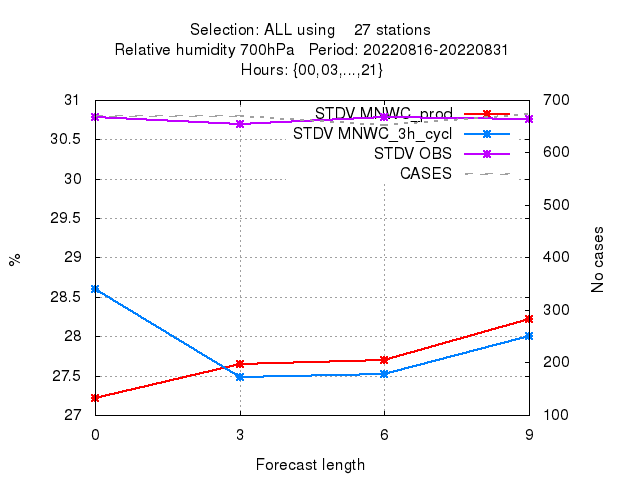 Selection: ALL using    27 stations
Relative humidity 700hPa   Period: 20220816-20220831
Hours: {00,03,...,21}
STDV MNWC_prod
STDV MNWC_3h_cycl
STDV OBS
CASES
31
30.5
30
29.5
29
28.5
28
27.5
27
%
700
600
500
400
300
200
100
No cases
0 3 6 9
Forecast length